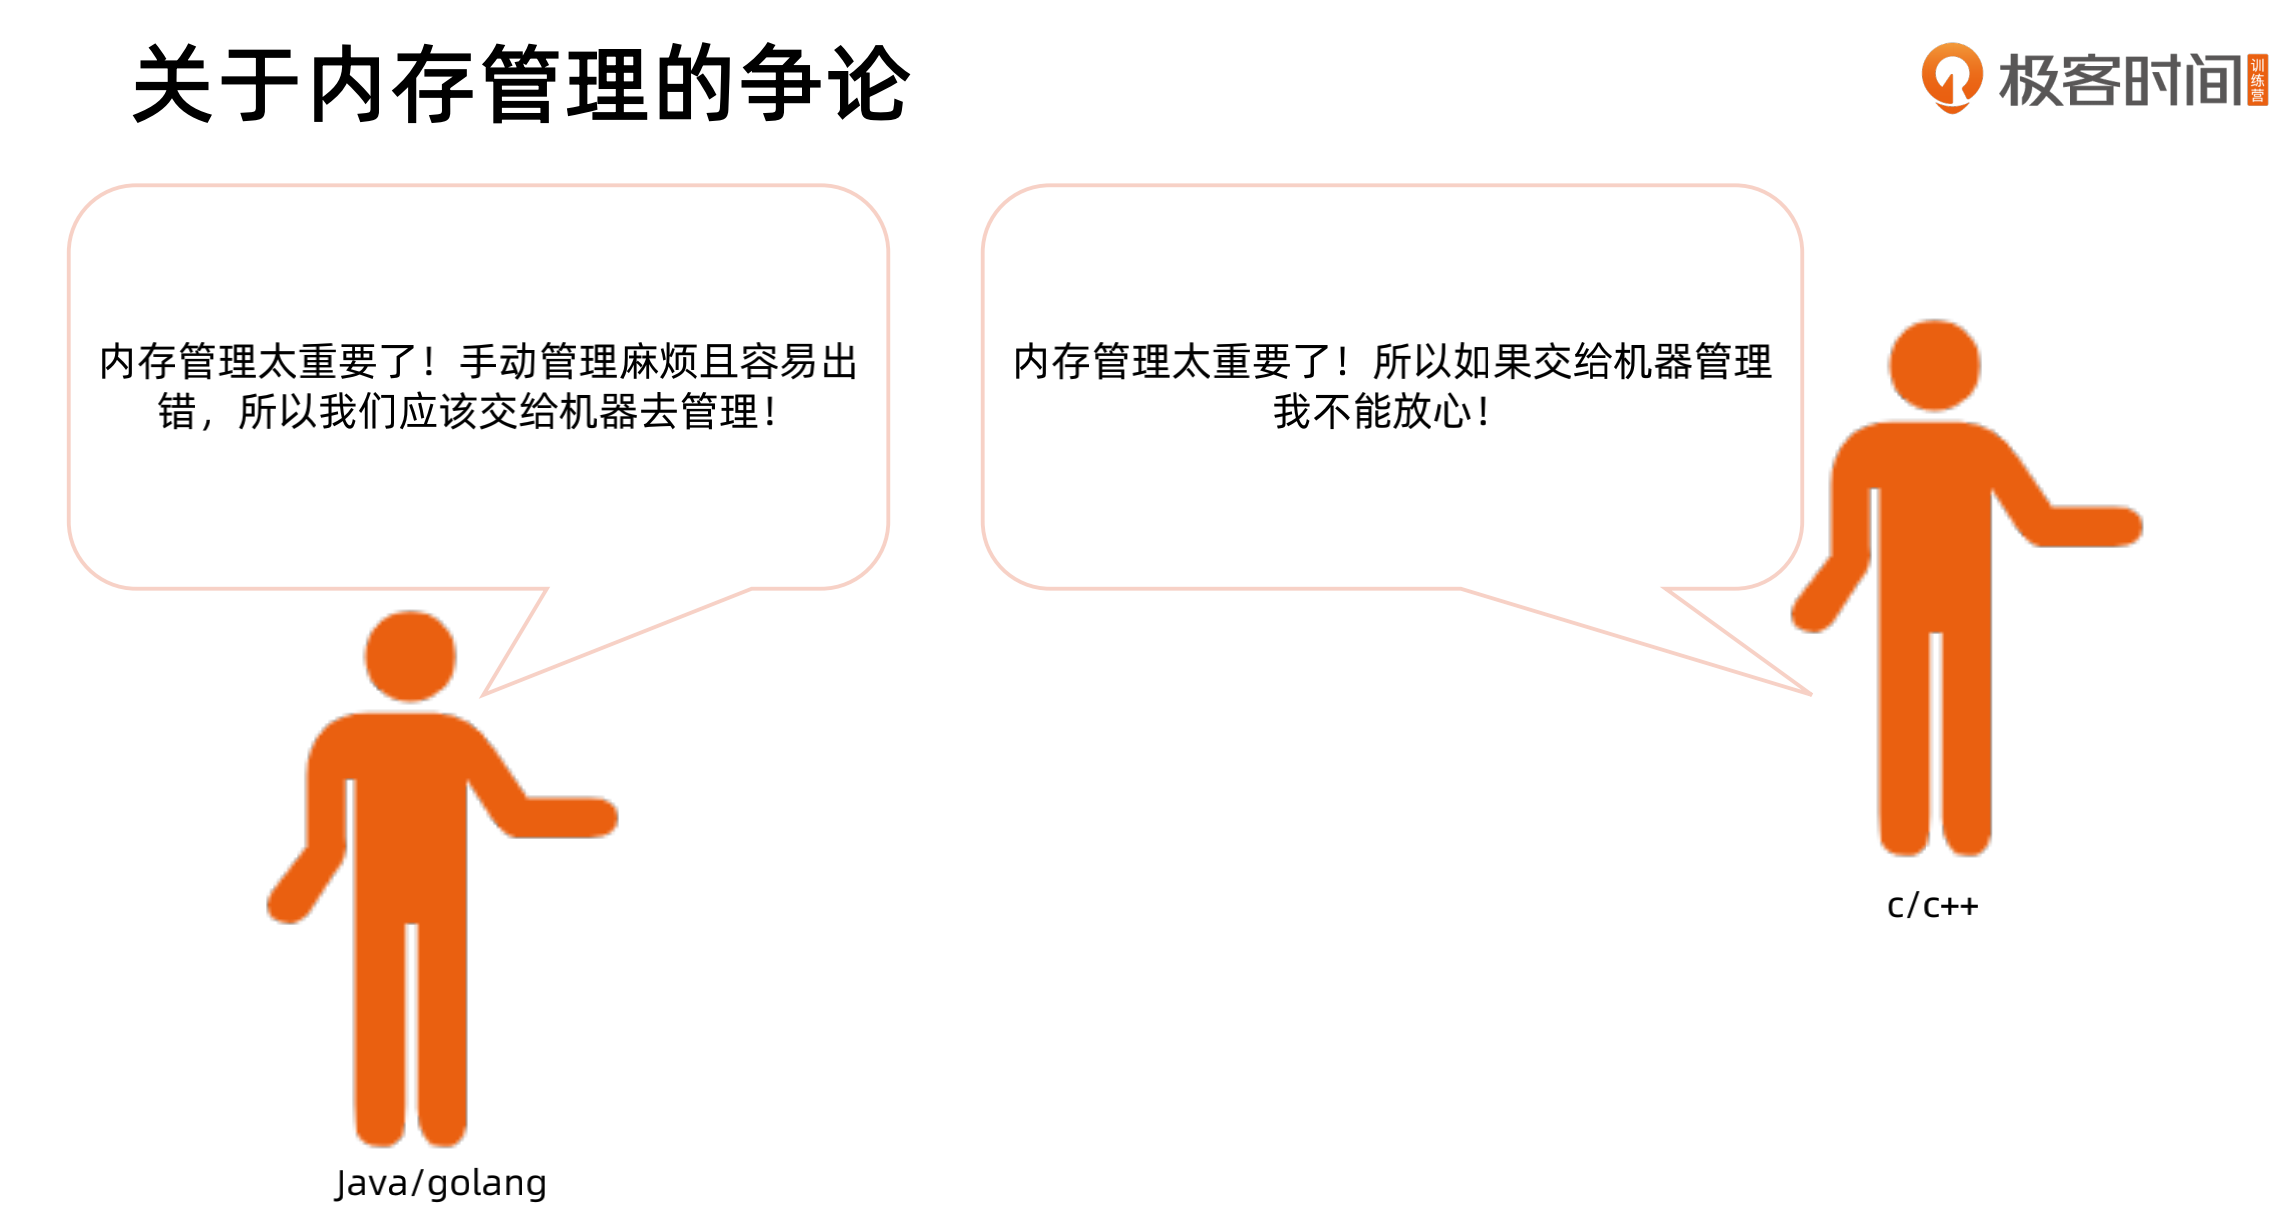 关于内存管理的争论
极客时间
训练营
内存管理太重要了！手动管理麻烦且容易出
错，所以我们应该交给机器去管理！
内存管理太重要了！所以如果交给机器管理
我不能放心！
c/c++
Java/golang